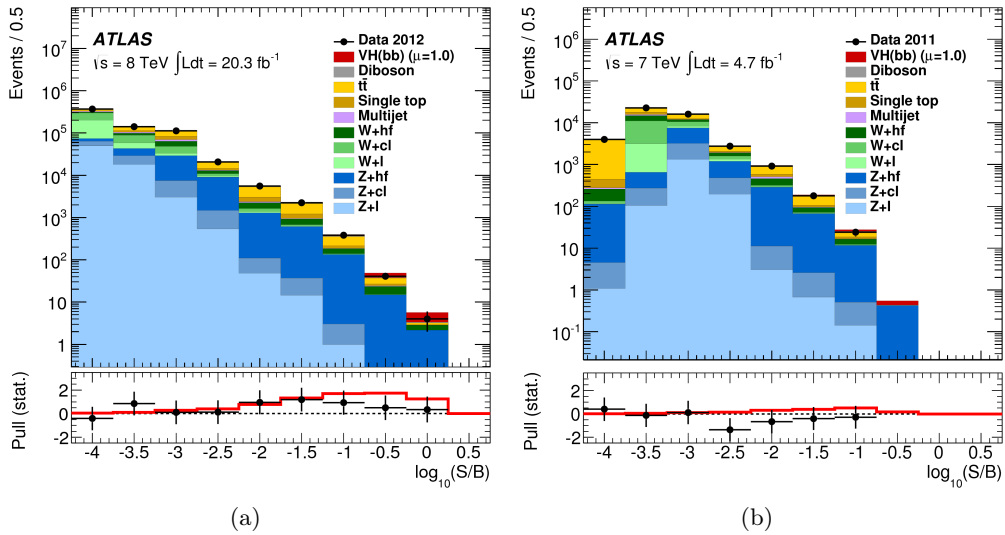 Events / 0.5
ATLAS
√s = 8 TeV ∫Ldt = 20.3 fb⁻¹
Data 2012
VH(bb) (μ=1.0)
Diboson
tt̄
Single top
Multijet
W+hf
W+cl
W+l
Z+hf
Z+cl
Z+l
10⁶
10⁵
10⁴
10³
10²
10
1
Pull (stat.)
2
0
-2
-4 -3.5 -3 -2.5 -2 -1.5 -1 -0.5 0 0.5
log₁₀(S/B)
(a)
Events / 0.5
ATLAS
√s = 7 TeV ∫Ldt = 4.7 fb⁻¹
Data 2011
VH(bb) (μ=1.0)
Diboson
tt̄
Single top
Multijet
W+hf
W+cl
W+l
Z+hf
Z+cl
Z+l
10⁶
10⁵
10⁴
10³
10²
10
1
10⁻¹
Pull (stat.)
2
0
-2
-4 -3.5 -3 -2.5 -2 -1.5 -1 -0.5 0 0.5
log₁₀(S/B)
(b)